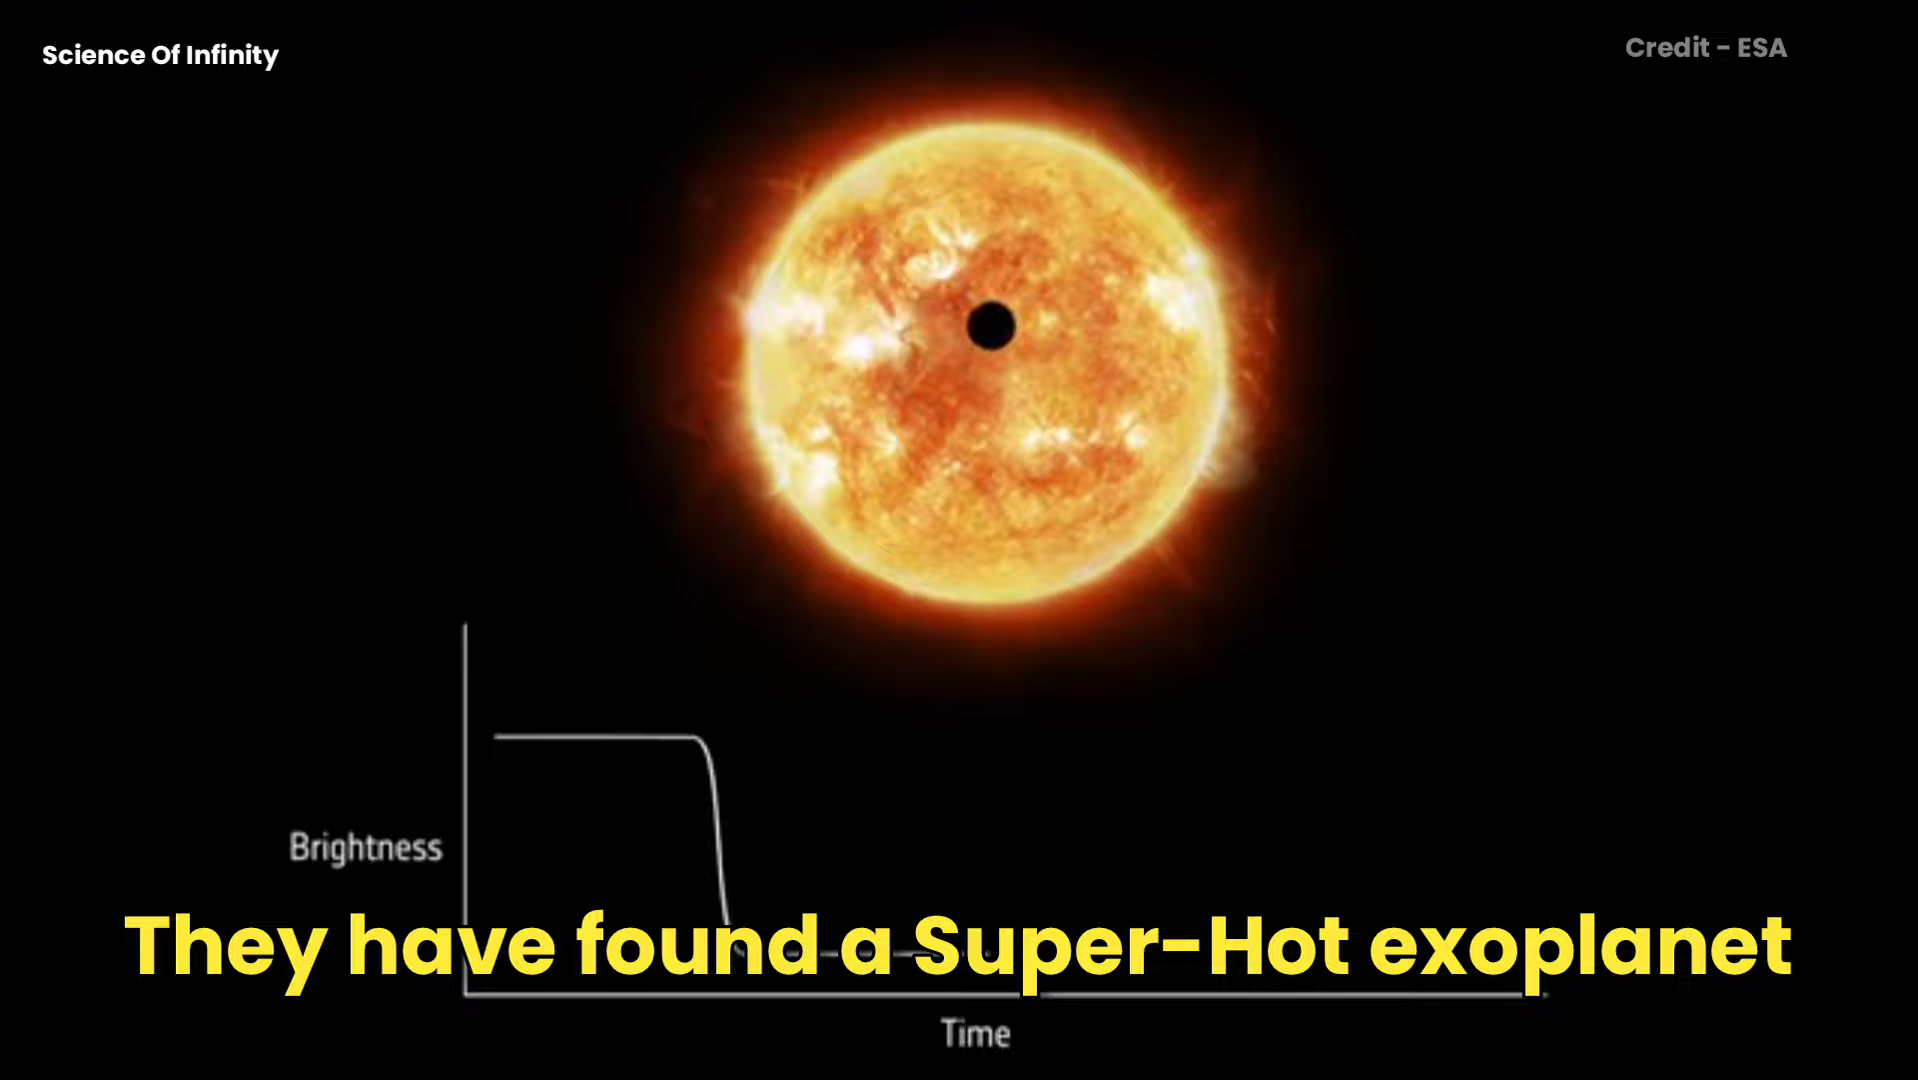 Science Of Infinity
Credit - ESA
Brightness
They have found a Super-Hot exoplanet
Time